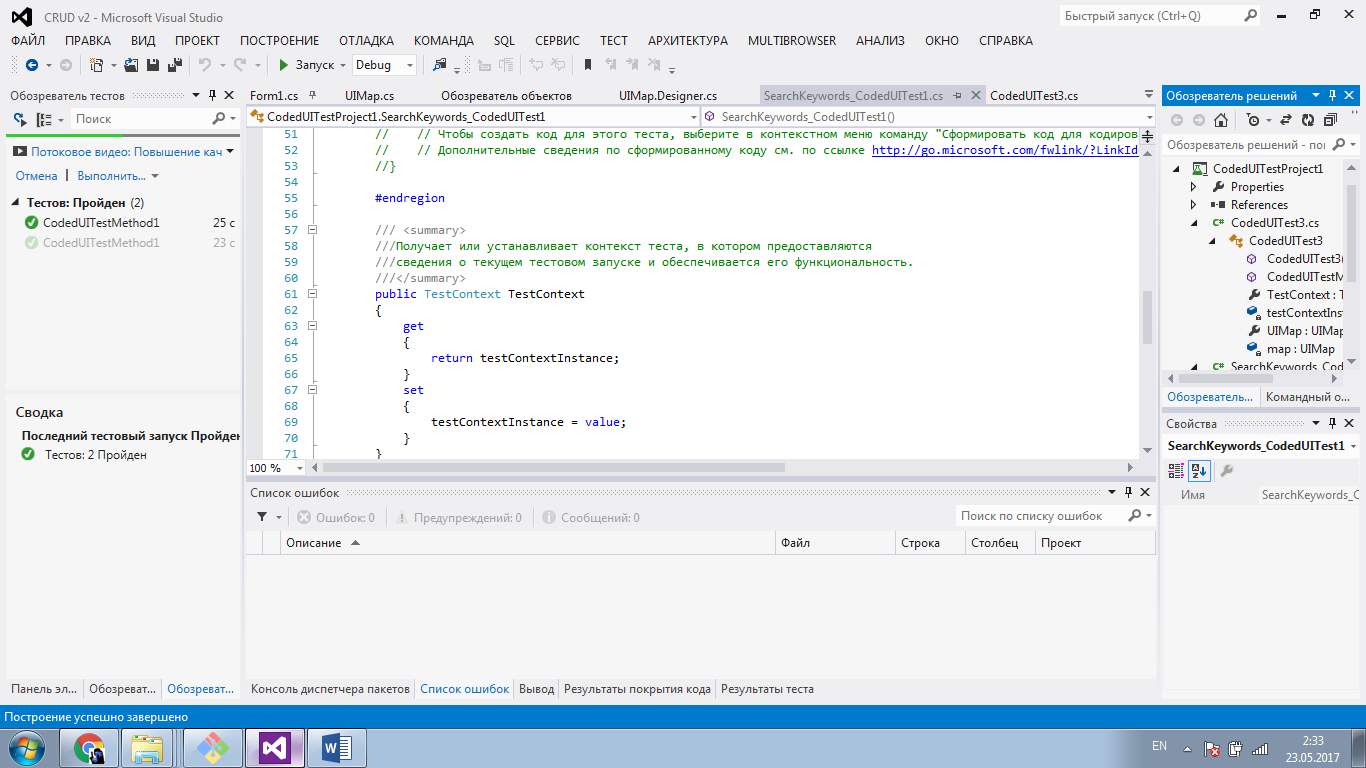 CRUD v2 - Microsoft Visual Studio
Быстрый запуск (Ctrl+Q)
ФАЙЛ ПРАВКА ВИД ПРОЕКТ ПОСТРОЕНИЕ ОТЛАДКА КОМАНДА SQL СЕРВИС ТЕСТ АРХИТЕКТУРА MULTIBROWSER АНАЛИЗ ОКНО СПРАВКА
Запуск Debug
Обозреватель тестов
Поиск
Потоковое видео: Повышение кач
Отмена | Выполнить...
Тестов: Пройден (2)
CodedUITestMethod1 25 с
CodedUITestMethod1 23 с
Сводка
Последний тестовый запуск Пройден
Тестов: 2 Пройден
Панель эл... Обозреват... Обозреват...
Form1.cs UIMap.cs Обозреватель объектов UIMap.Designer.cs SearchKeywords_CodedUITest1.cs CodedUITest3.cs
CodedUITestProject1.SearchKeywords_CodedUITest1 SearchKeywords_CodedUITest1()
51 // // Чтобы создать код для этого теста, выберите в контекстном меню команду "Сформировать код для кодиров
52 // // Дополнительные сведения по сформированному коду см. по ссылке http://go.microsoft.com/fwlink/?LinkId
53 //}
54
55 #endregion
56
57 /// <summary>
58 ///Получает или устанавливает контекст теста, в котором предоставляются
59 ///сведения о текущем тестовом запуске и обеспечивается его функциональность.
60 ///</summary>
61 public TestContext TestContext
62 {
63 get
64 {
65 return testContextInstance;
66 }
67 set
68 {
69 testContextInstance = value;
70 }
71 }
100 %
Список ошибок
Ошибок: 0 Предупреждений: 0 Сообщений: 0 Поиск по списку ошибок
Описание Файл Строка Столбец Проект
Консоль диспетчера пакетов Список ошибок Вывод Результаты покрытия кода Результаты теста
Обозреватель решений
Обозреватель решений - пои
CodedUITestProject1
Properties
References
CodedUITest3.cs
CodedUITest3
CodedUITest3(
CodedUITestM
TestContext : T
testContextInst
UIMap : UIMap
map : UIMap
SearchKeywords_Cod
Обозреватель... Командный о...
Свойства
SearchKeywords_CodedUITest1
Имя SearchKeywords_C
Построение успешно завершено
EN
2:33
23.05.2017